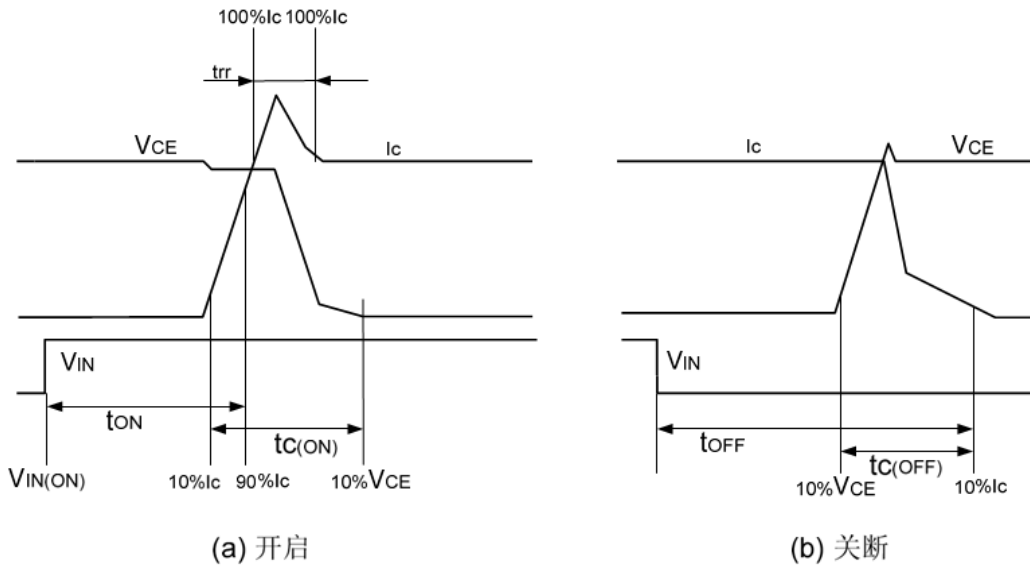 100%Ic 100%Ic
trr
VCE Ic
VIN
tON
tC(ON)
VIN(ON) 10%Ic 90%Ic 10%VCE
(a) 开启
Ic VCE
VIN
tOFF
tC(OFF)
10%VCE 10%Ic
(b) 关断